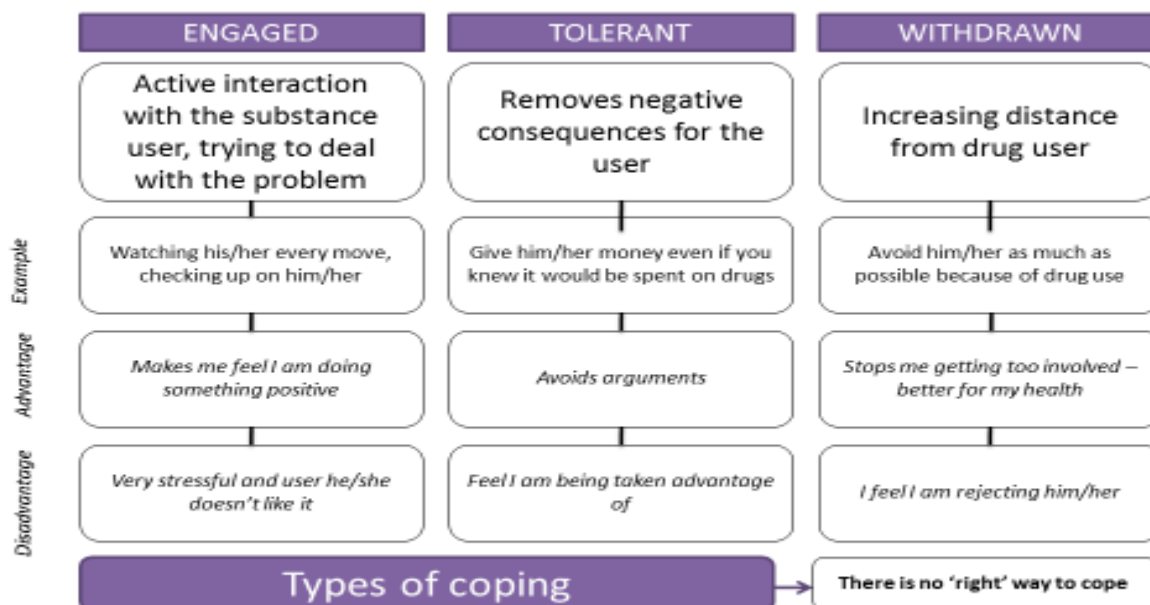 ENGAGED
TOLERANT
WITHDRAWN
Active interaction
with the substance
user, trying to deal
with the problem
Removes negative
consequences for the
user
Increasing distance
from drug user
Example
Watching his/her every move,
checking up on him/her
Give him/her money even if you
knew it would be spent on drugs
Avoid him/her as much as
possible because of drug use
Advantage
Makes me feel I am doing
something positive
Avoids arguments
Stops me getting too involved –
better for my health
Disadvantage
Very stressful and user he/she
doesn't like it
Feel I am being taken advantage
of
I feel I am rejecting him/her
Types of coping
There is no 'right' way to cope